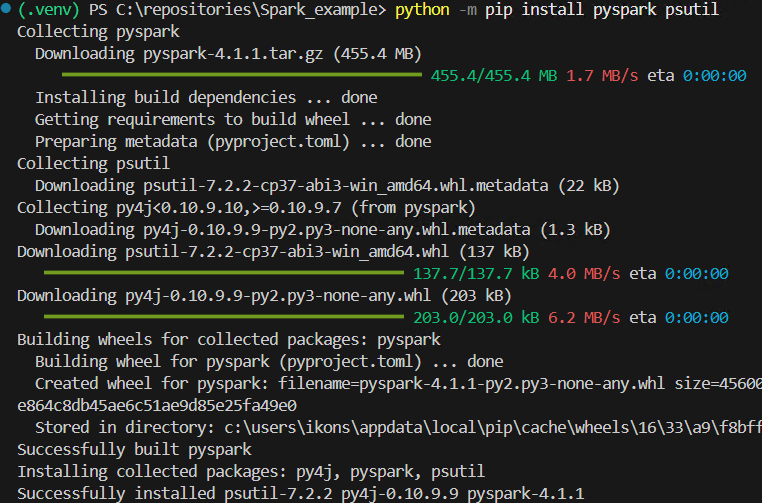 (.venv) PS C:\repositories\Spark_example> python -m pip install pyspark psutil
Collecting pyspark
Downloading pyspark-4.1.1.tar.gz (455.4 MB)
455.4/455.4 MB 1.7 MB/s eta 0:00:00
Installing build dependencies ... done
Getting requirements to build wheel ... done
Preparing metadata (pyproject.toml) ... done
Collecting psutil
Downloading psutil-7.2.2-cp37-abi3-win_amd64.whl.metadata (22 kB)
Collecting py4j<0.10.9.10,>=0.10.9.7 (from pyspark)
Downloading py4j-0.10.9.9-py2.py3-none-any.whl.metadata (1.3 kB)
Downloading psutil-7.2.2-cp37-abi3-win_amd64.whl (137 kB)
137.7/137.7 kB 4.0 MB/s eta 0:00:00
Downloading py4j-0.10.9.9-py2.py3-none-any.whl (203 kB)
203.0/203.0 kB 6.2 MB/s eta 0:00:00
Building wheels for collected packages: pyspark
Building wheel for pyspark (pyproject.toml) ... done
Created wheel for pyspark: filename=pyspark-4.1.1-py2.py3-none-any.whl size=45600
e864c8db45ae6c51ae9d85e25fa49e0
Stored in directory: c:\users\ikons\appdata\local\pip\cache\wheels\16\33\a9\f8bff
Successfully built pyspark
Installing collected packages: py4j, pyspark, psutil
Successfully installed psutil-7.2.2 py4j-0.10.9.9 pyspark-4.1.1